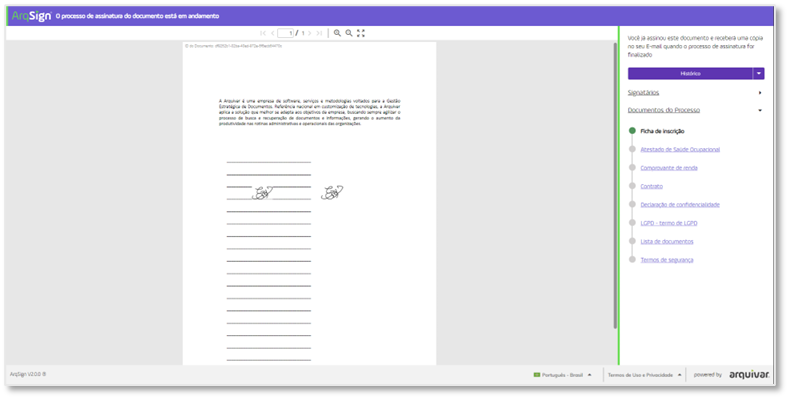 ArqSign O processo de assinatura do documento está em andamento
1 / 1
ID do Documento:
A Arquivar é uma empresa de software, serviços e metodologias voltados para a Gestão
Estratégica de Documentos. Referência nacional em customização de tecnologias, a Arquivar
aplica a solução que melhor se adapta aos objetivos da empresa, buscando sempre agilizar o
processo de busca e recuperação de documentos e informações, gerando o aumento da
produtividade nas rotinas administrativas e operacionais das organizações.
Você já assinou este documento e receberá uma cópia
no seu E-mail quando o processo de assinatura for
finalizado
Histórico
Signatários
Documentos do Processo
Ficha de inscrição
Atestado de Saúde Ocupacional
Comprovante de renda
Contrato
Declaração de confidencialidade
LGPD - termo de LGPD
Lista de documentos
Termos de segurança
ArqSign V2.0.6 ®
Português - Brasil
Termos de Uso e Privacidade
powered by arquivar